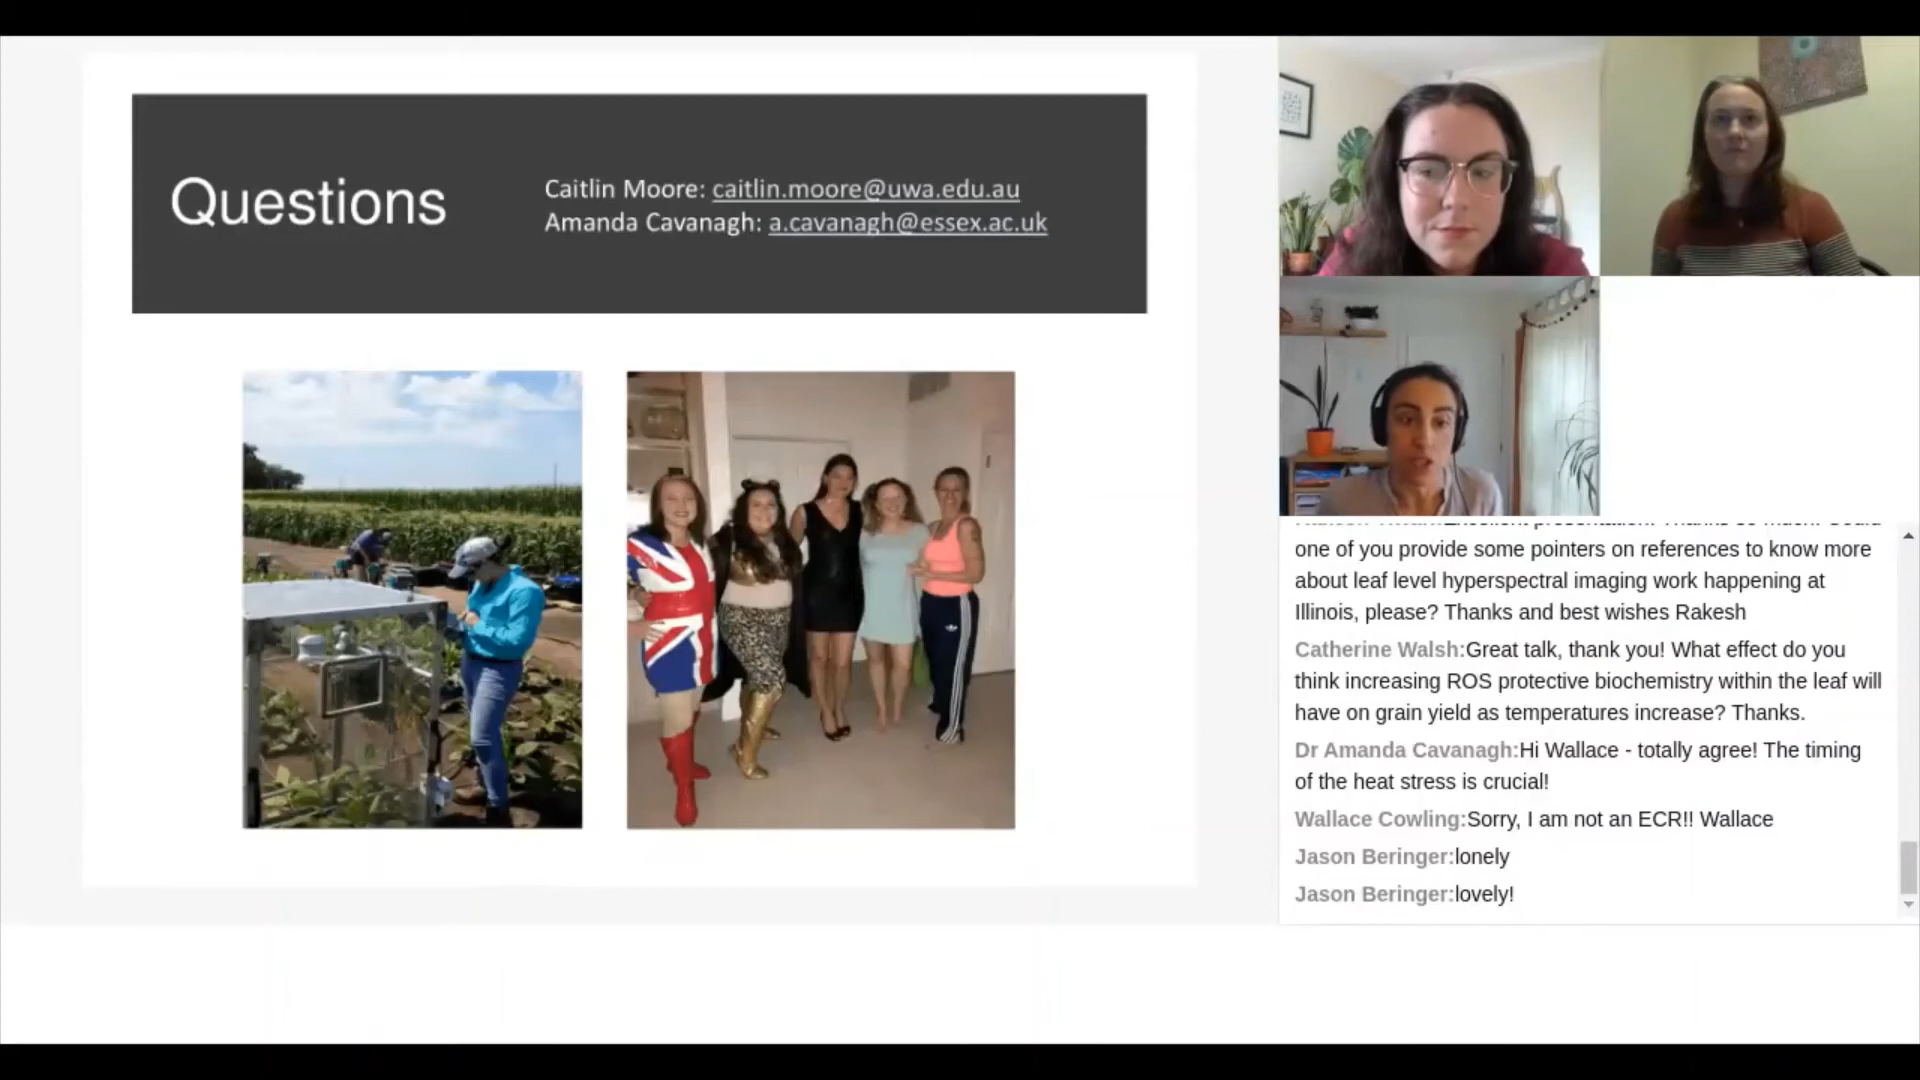 Questions
Caitlin Moore: caitlin.moore@uwa.edu.au
Amanda Cavanagh: a.cavanagh@essex.ac.uk
one of you provide some pointers on references to know more
about leaf level hyperspectral imaging work happening at
Illinois, please? Thanks and best wishes Rakesh
Catherine Walsh:Great talk, thank you! What effect do you
think increasing ROS protective biochemistry within the leaf will
have on grain yield as temperatures increase? Thanks.
Dr Amanda Cavanagh:Hi Wallace - totally agree! The timing
of the heat stress is crucial!
Wallace Cowling:Sorry, I am not an ECR!! Wallace
Jason Beringer:lonely
Jason Beringer:lovely!